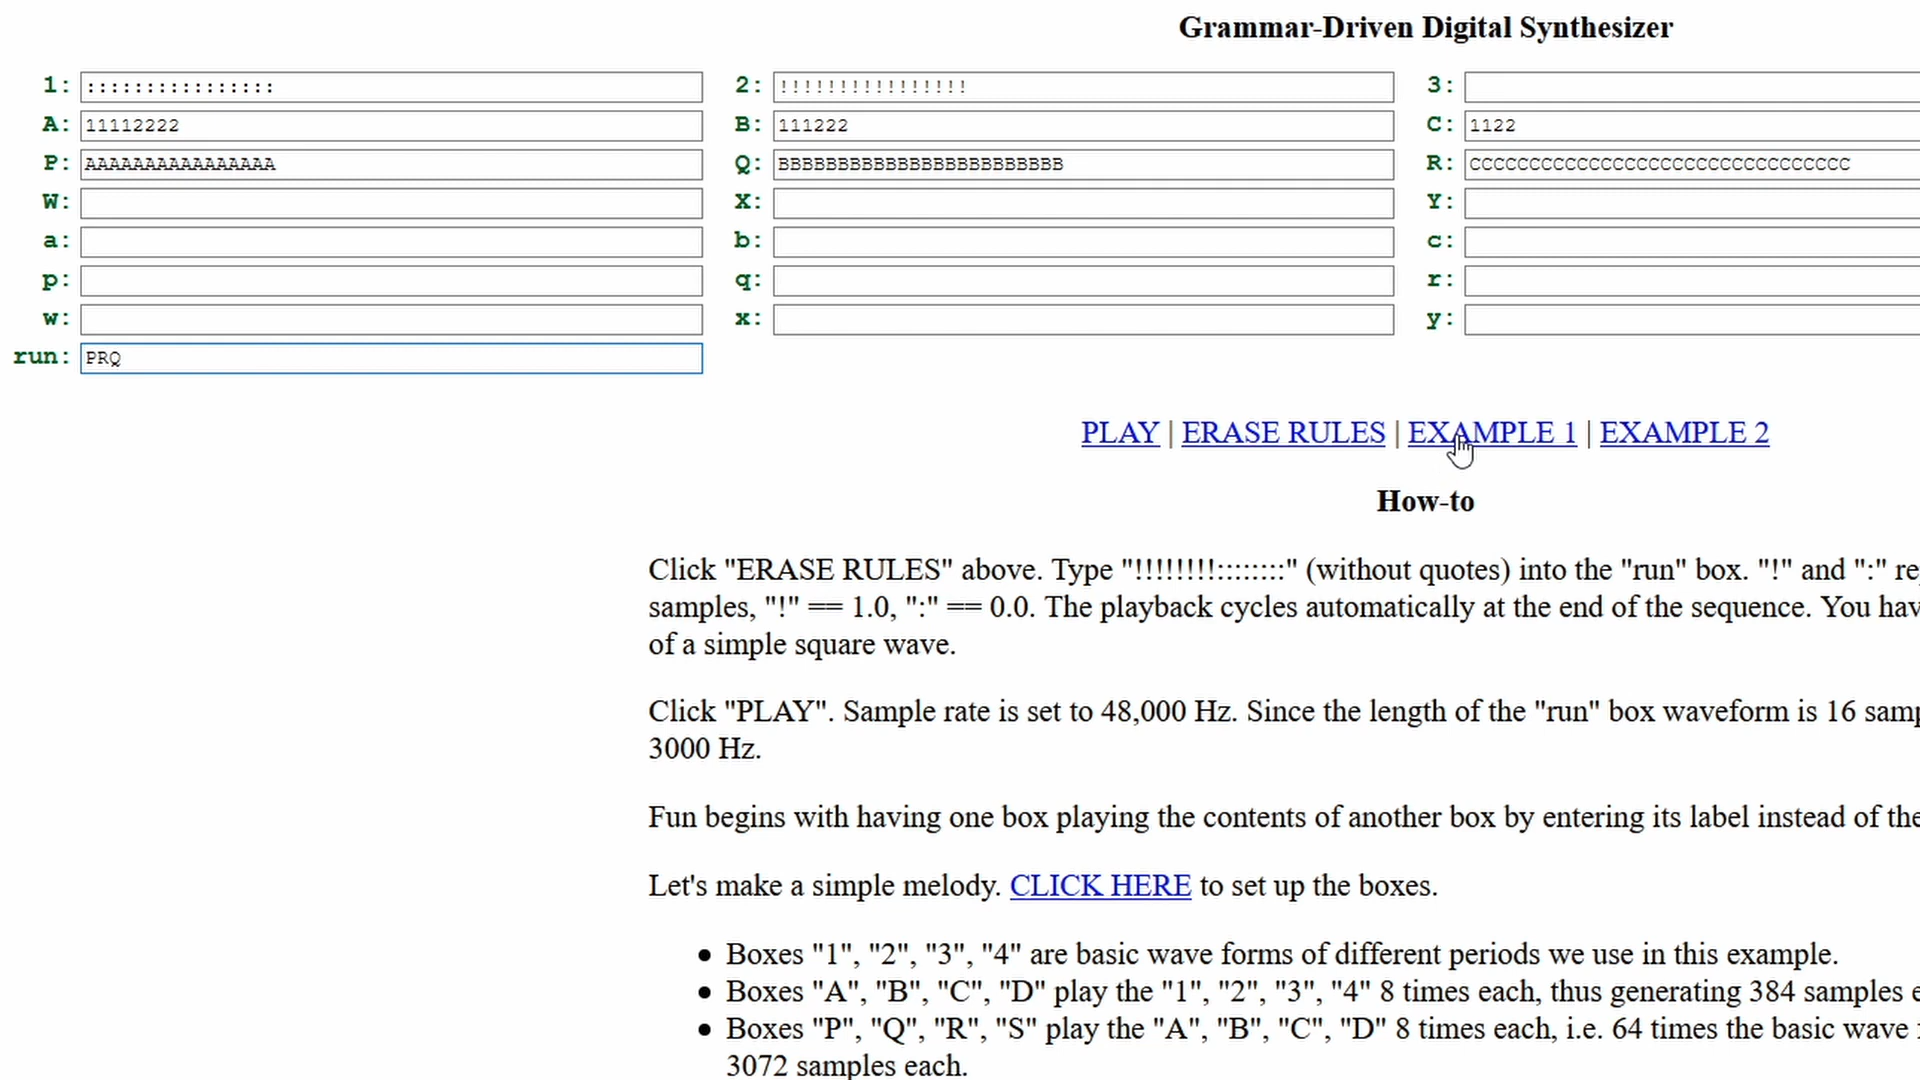 Grammar-Driven Digital Synthesizer
1: :::::::::::::::: 2: !!!!!!!!!!!!!!!! 3:
A: 11112222 B: 111222 C: 1122
P: AAAAAAAAAAAAAAAA Q: BBBBBBBBBBBBBBBBBBBBBBBB R: CCCCCCCCCCCCCCCCCCCCCCCCCCCCCCCC
W: X: Y:
a: b: c:
p: q: r:
w: x: y:
run: PRQ
PLAY | ERASE RULES | EXAMPLE 1 | EXAMPLE 2
How-to
Click "ERASE RULES" above. Type "!!!!!!!!::::::::" (without quotes) into the "run" box. "!" and ":" re
samples, "!" == 1.0, ":" == 0.0. The playback cycles automatically at the end of the sequence. You hav
of a simple square wave.
Click "PLAY". Sample rate is set to 48,000 Hz. Since the length of the "run" box waveform is 16 samp
3000 Hz.
Fun begins with having one box playing the contents of another box by entering its label instead of the
Let's make a simple melody. CLICK HERE to set up the boxes.
• Boxes "1", "2", "3", "4" are basic wave forms of different periods we use in this example.
• Boxes "A", "B", "C", "D" play the "1", "2", "3", "4" 8 times each, thus generating 384 samples e
• Boxes "P", "Q", "R", "S" play the "A", "B", "C", "D" 8 times each, i.e. 64 times the basic wave
3072 samples each.